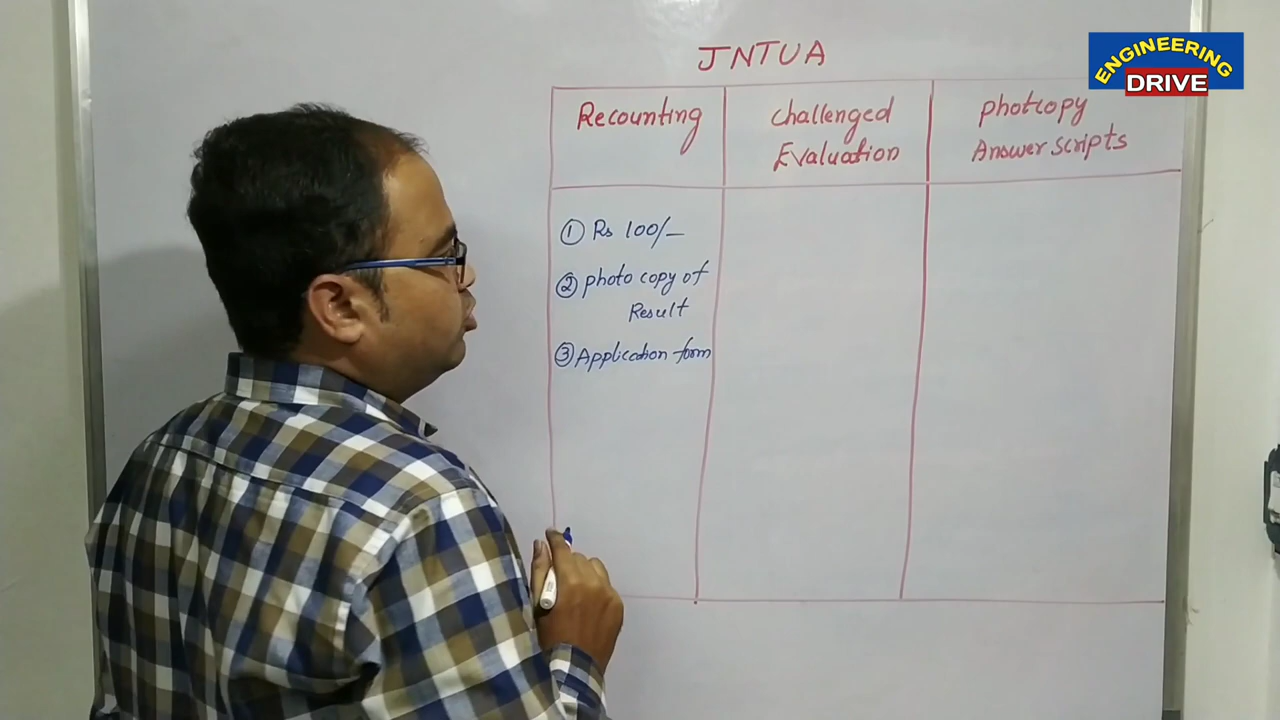 JNTUA
ENGINEERING
DRIVE
Recounting
Challenged
Evaluation
photcopy
Answer scripts
① Rs 100/-
② photo copy of
Result
③ Application form